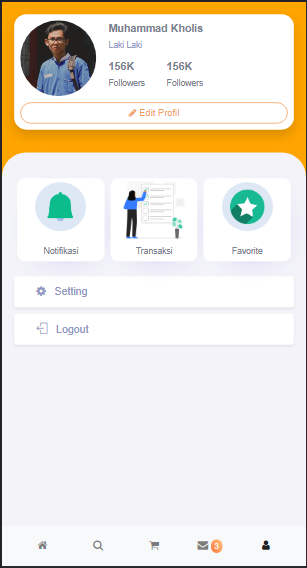 Muhammad Kholis
Laki Laki
156K 156K
Followers Followers
Edit Profil
Notifikasi Transaksi Favorite
Setting
Logout
3